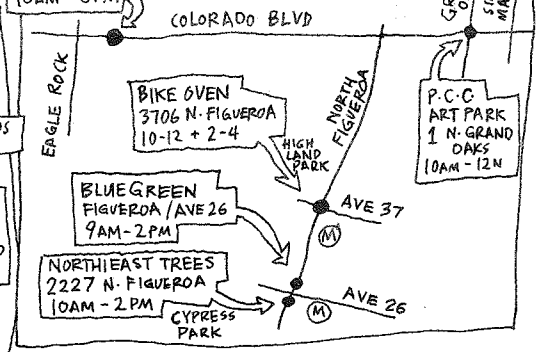 COLORADO BLVD
EAGLE ROCK
BIKE OVEN
3706 N. FIGUEROA
10-12 + 2-4
NORTH
FIGUEROA
HIGH
LAND
PARK
P.C.C
ART PARK
1 N. GRAND
OAKS
10AM-12N
BLUEGREEN
FIGUEROA/AVE 26
9AM-2PM
AVE 37
M
NORTHEAST TREES
2227 N. FIGUEROA
10AM-2PM
CYPRESS
PARK
AVE 26
M